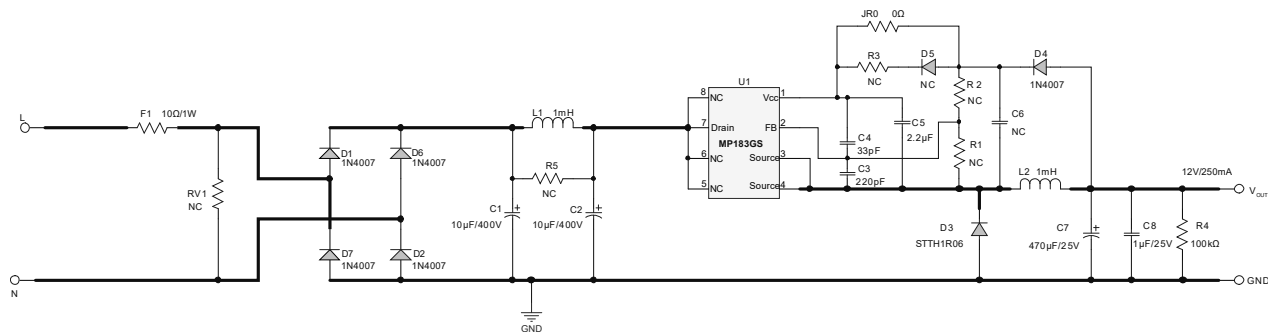 JR0 0Ω
R3
NC
D5
NC
D4
1N4007
U1
8 NC
Vcc 1
7 Drain
FB 2
MP183GS
6 NC
Source 3
5 NC
Source 4
R2
NC
C6
NC
C5
2.2μF
C4
33pF
R1
NC
C3
220pF
L
F1 10Ω/1W
L1 1mH
D1
1N4007
D6
1N4007
R5
NC
RV1
NC
C1
10μF/400V
C2
10μF/400V
L2 1mH
12V/250mA
VOUT
D3
STTH1R06
C7
470μF/25V
C8
1μF/25V
R4
100kΩ
D7
1N4007
D2
1N4007
N
GND
GND